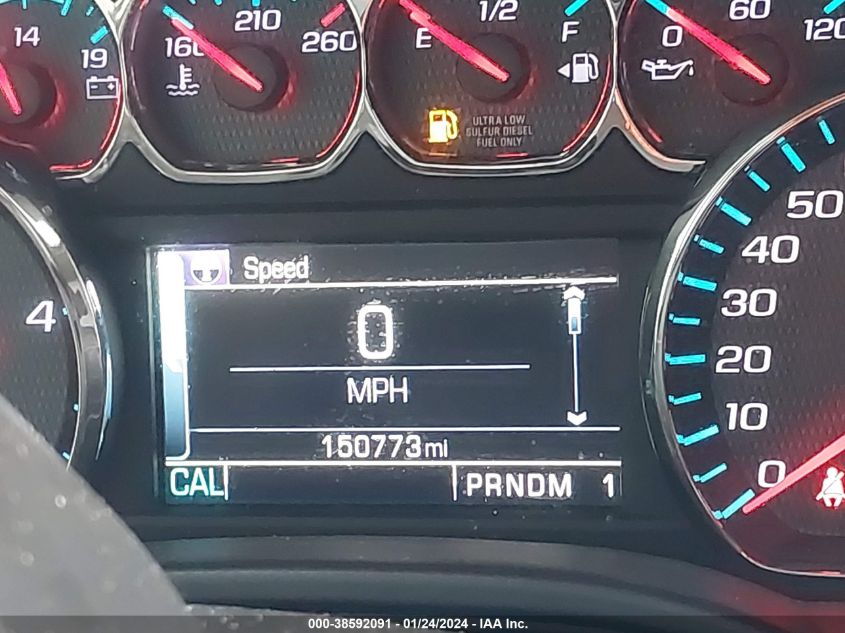 14
19
160
210
260
E
1/2
F
ULTRA LOW
SULFUR DIESEL
FUEL ONLY
0
60
120
4
Speed
0
MPH
150773mi
CAL
PRNDM 1
50
40
30
20
10
0
000-38592091 - 01/24/2024 - IAA Inc.